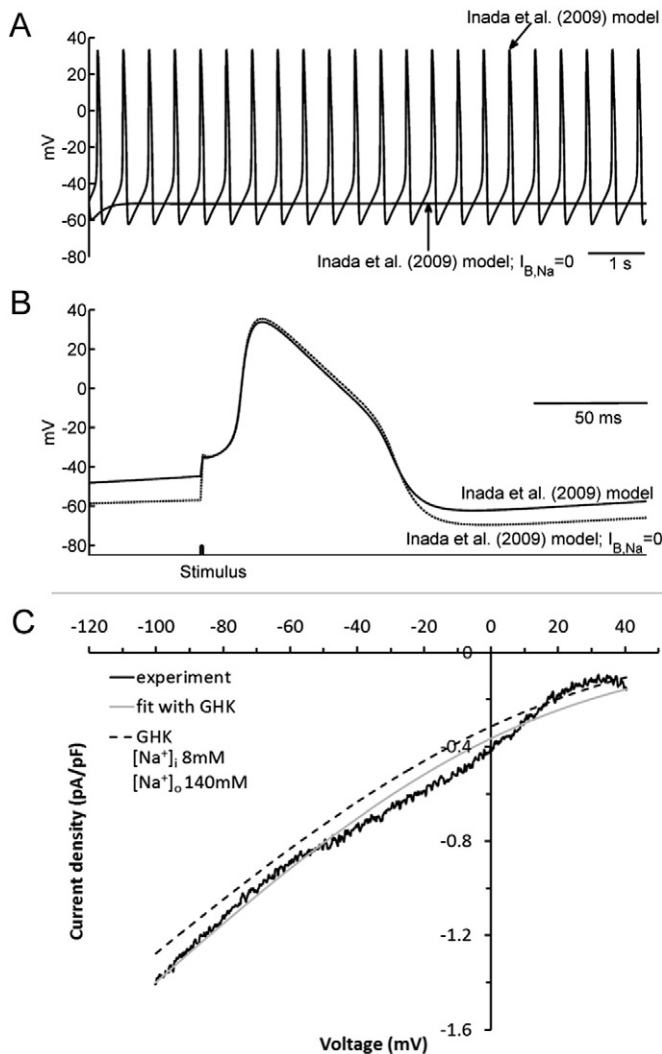 A
Inada et al. (2009) model
40
20
0
-20
-40
-60
-80
mV
Inada et al. (2009) model; I_B,Na=0
1 s
B
40
20
0
-20
-40
-60
-80
mV
50 ms
Inada et al. (2009) model
Inada et al. (2009) model; I_B,Na=0
Stimulus
C
-120 -100 -80 -60 -40 -20 0 20 40
0
experiment
fit with GHK
GHK
[Na⁺]i 8mM
[Na⁺]o 140mM
-0.4
-0.8
-1.2
-1.6
Current density (pA/pF)
Voltage (mV)